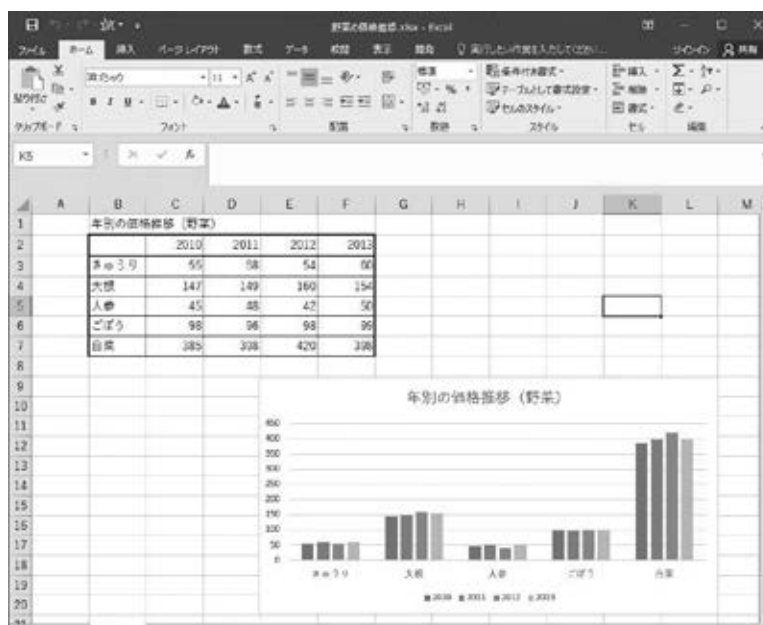 野菜の価格推移.xlsx - Excel
ファイル ホーム 挿入 ページレイアウト 数式 データ 校閲 表示 開発 サインイン 共有
貼り付け
11
標準
条件付き書式
テーブルとして書式設定
セルのスタイル
挿入
削除
書式
クリップボード フォント 配置 数値 スタイル セル 編集
K5
A B C D E F G H I J K L M
1 年別の価格推移（野菜）
2 2010 2011 2012 2013
3 きゅうり 55 58 54 60
4 大根 147 149 160 154
5 人参 45 48 42 50
6 ごぼう 98 96 98 99
7 白菜 385 398 420 398
8
9
10
11
12
13
14
15
16
17
18
19
20
年別の価格推移（野菜）
450
400
350
300
250
200
150
100
50
0
きゅうり 大根 人参 ごぼう 白菜
2010 2011 2012 2013